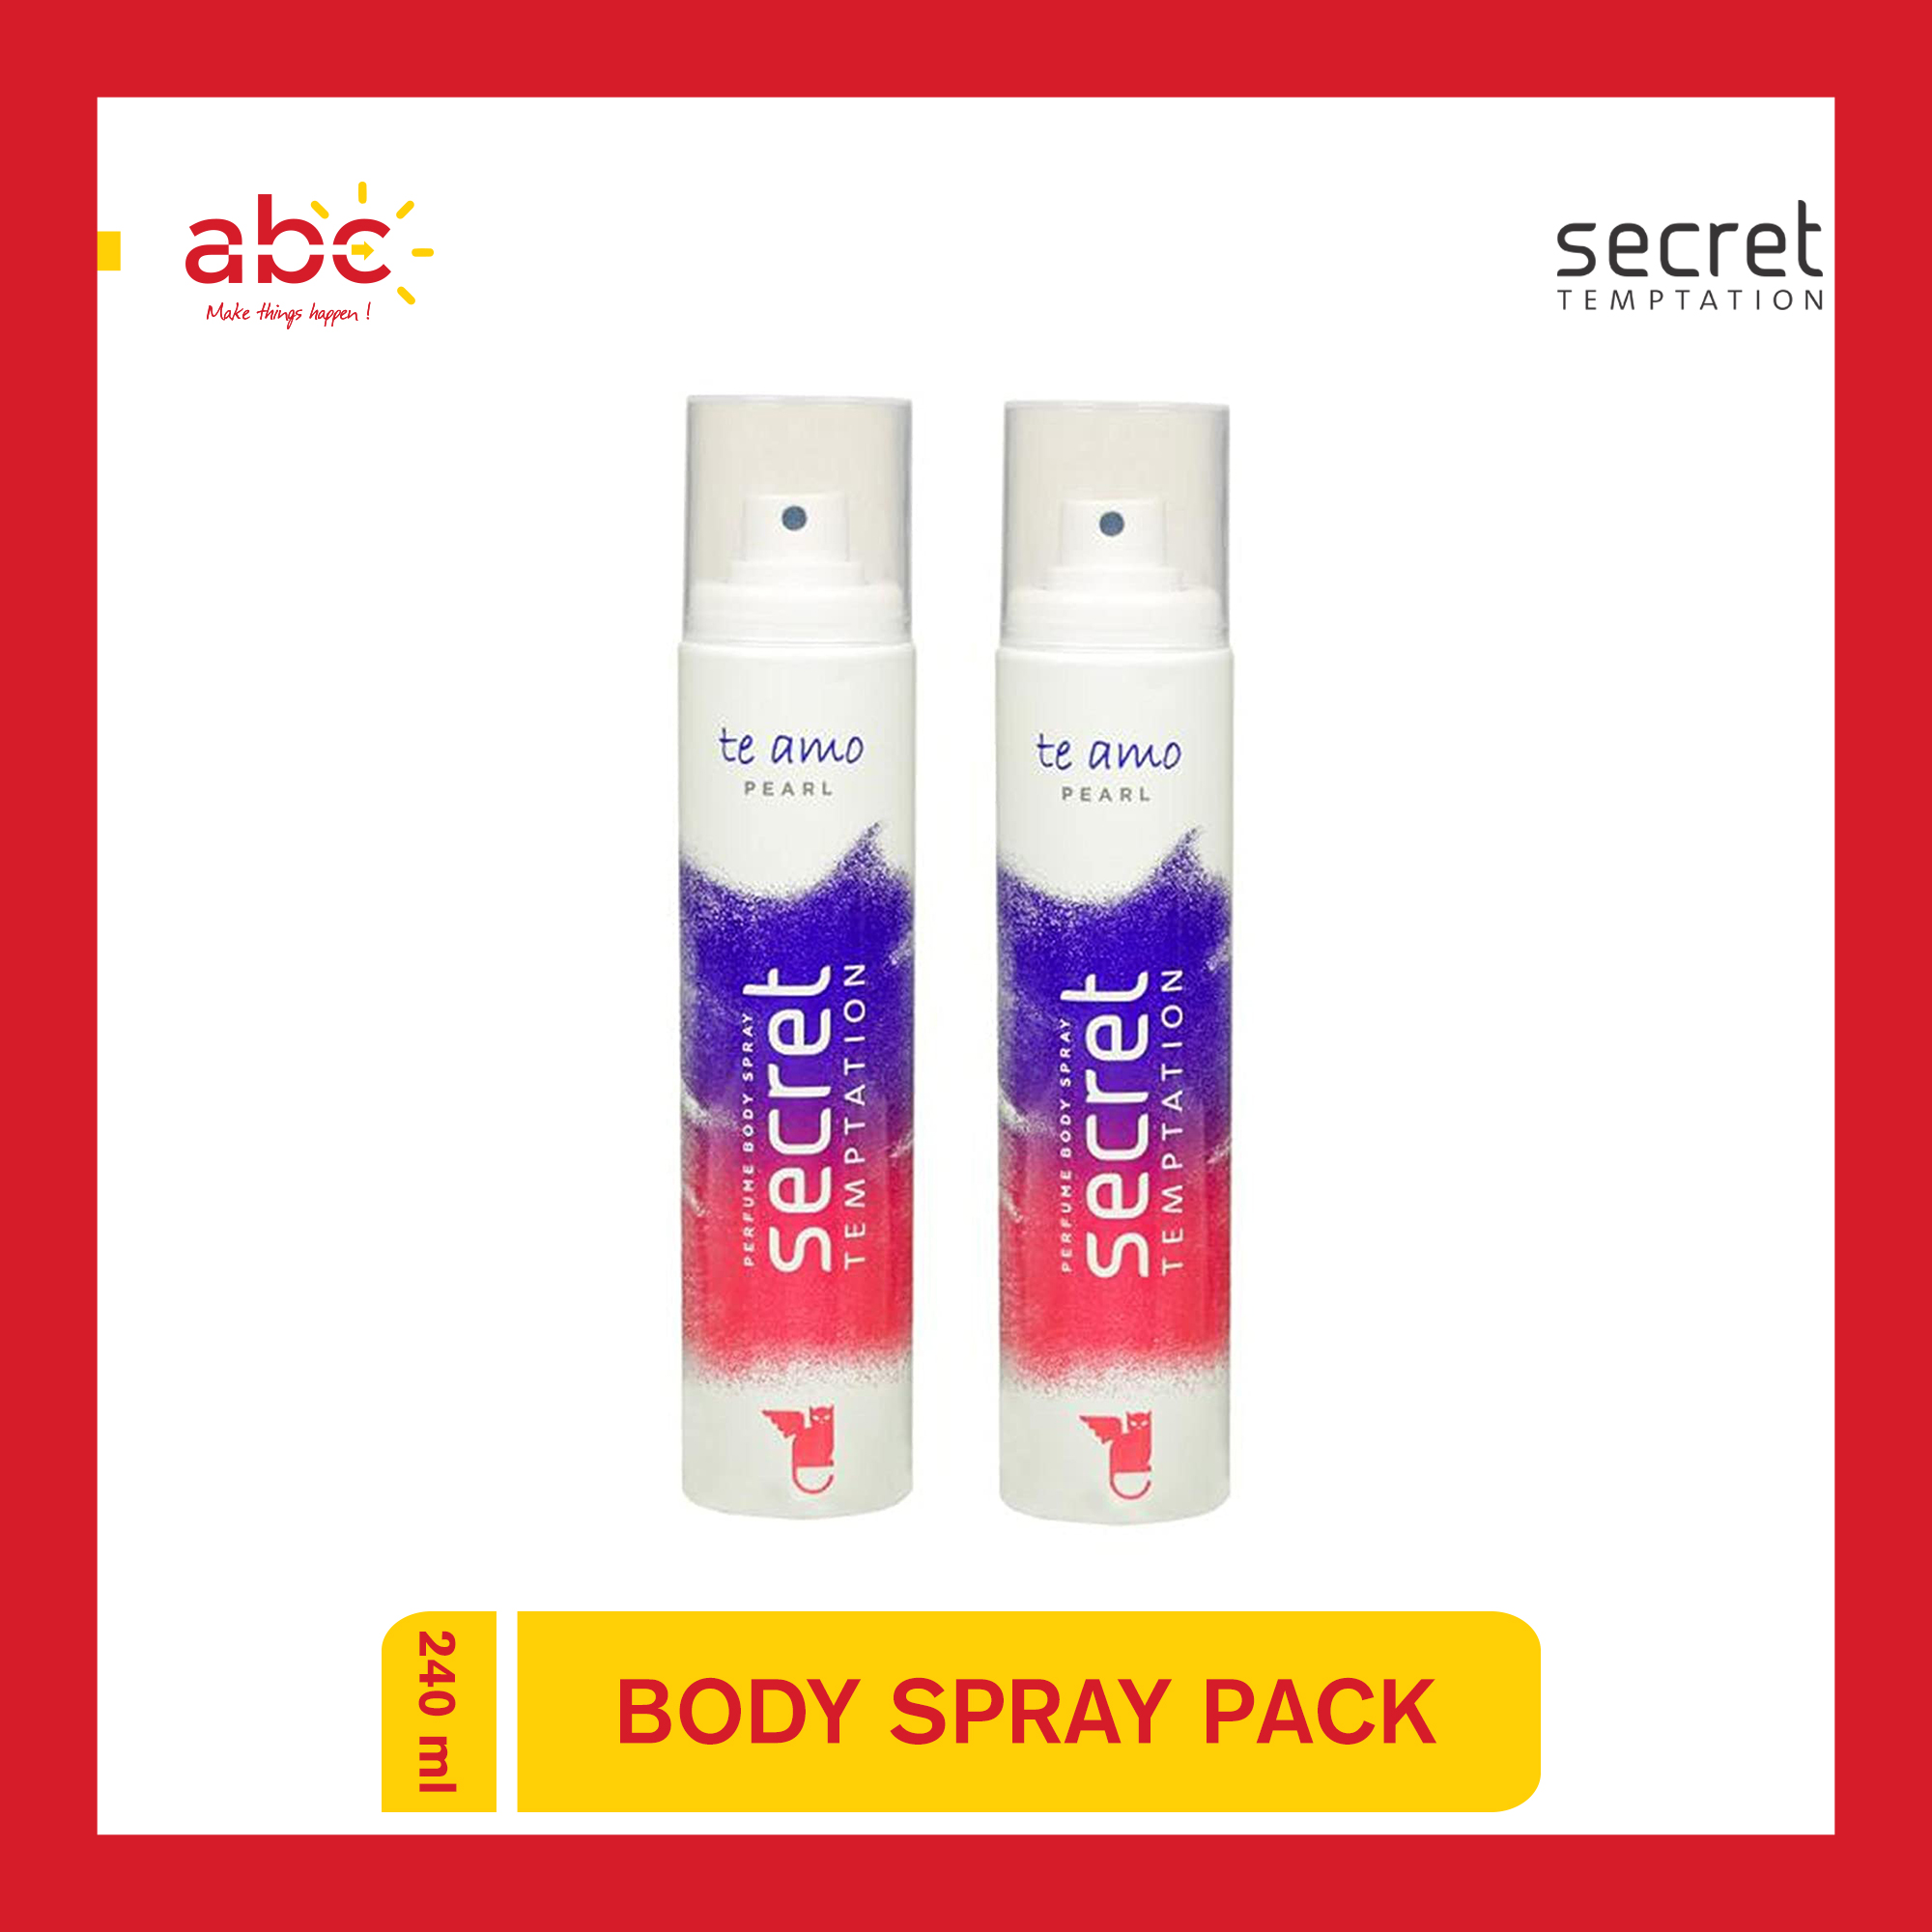 abc
Make things happen !
secret
TEMPTATION
te amo
PEARL
PERFUME BODY SPRAY
secret
TEMPTATION
te amo
PEARL
PERFUME BODY SPRAY
secret
TEMPTATION
240 ml
BODY SPRAY PACK